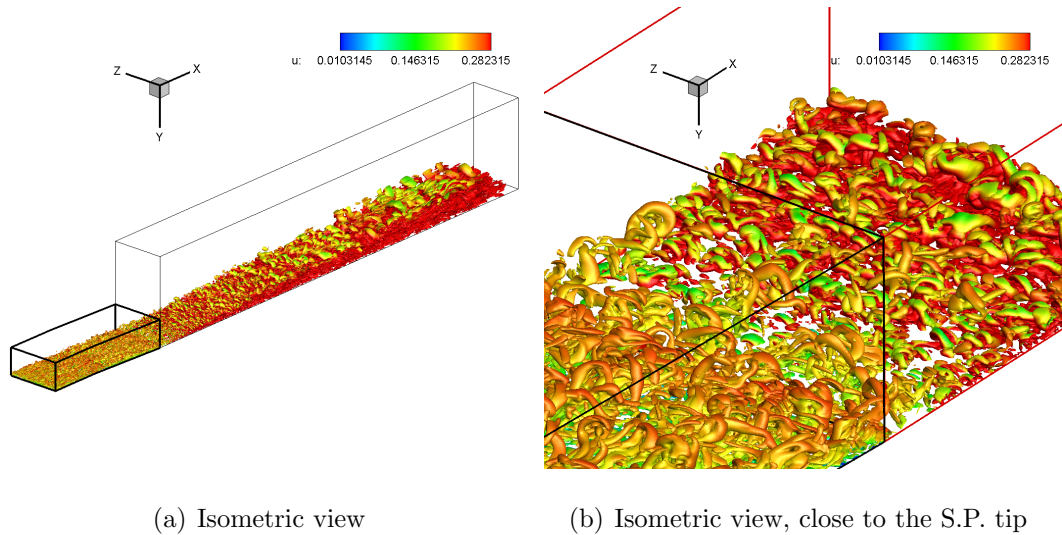 u: 0.0103145 0.146315 0.282315
Z X
Y
u: 0.0103145 0.146315 0.282315
Z X
Y
(a) Isometric view
(b) Isometric view, close to the S.P. tip